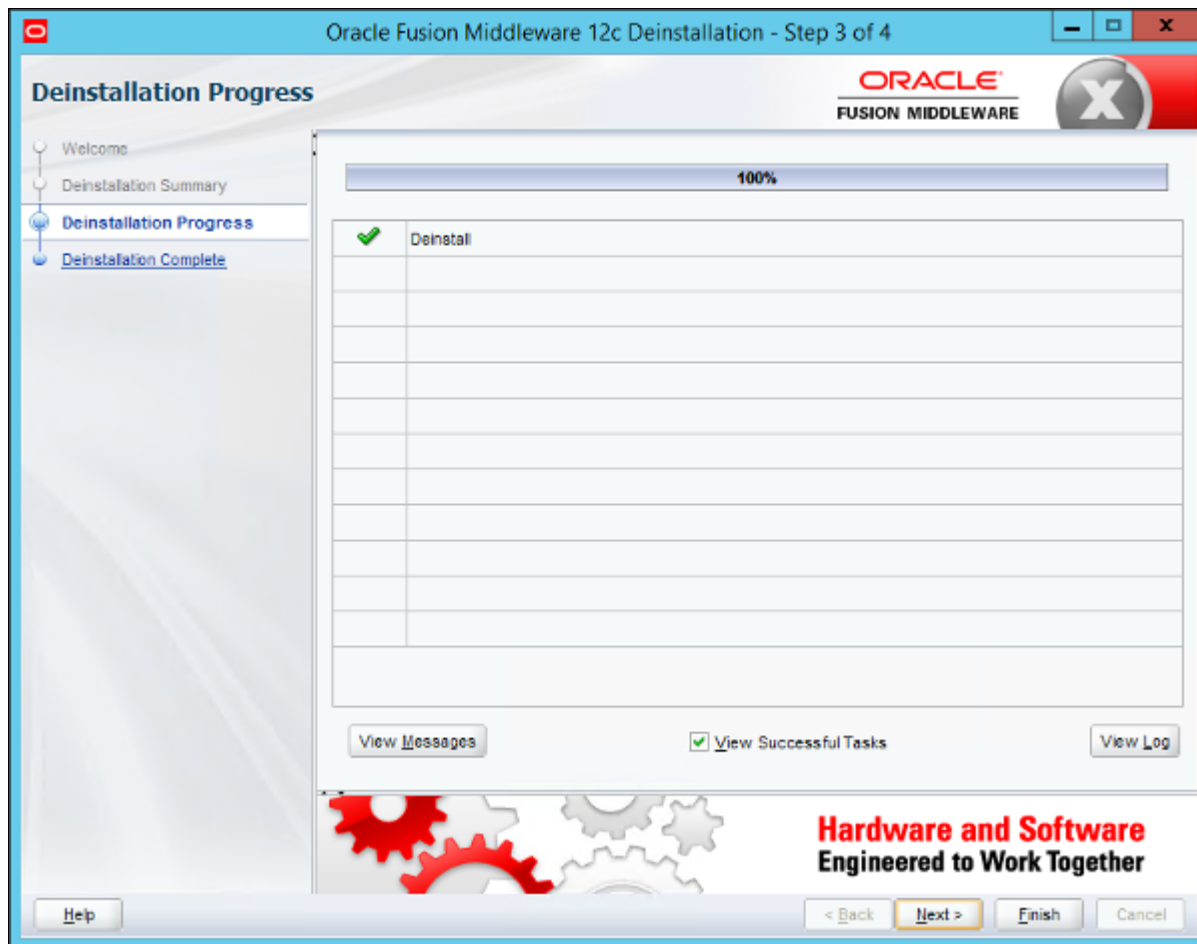 Oracle Fusion Middleware 12c Deinstallation - Step 3 of 4
Deinstallation Progress
ORACLE
FUSION MIDDLEWARE
Welcome
Deinstallation Summary
Deinstallation Progress
Deinstallation Complete
100%
Deinstall
View Messages
View Successful Tasks
View Log
Hardware and Software
Engineered to Work Together
Help
< Back
Next >
Finish
Cancel